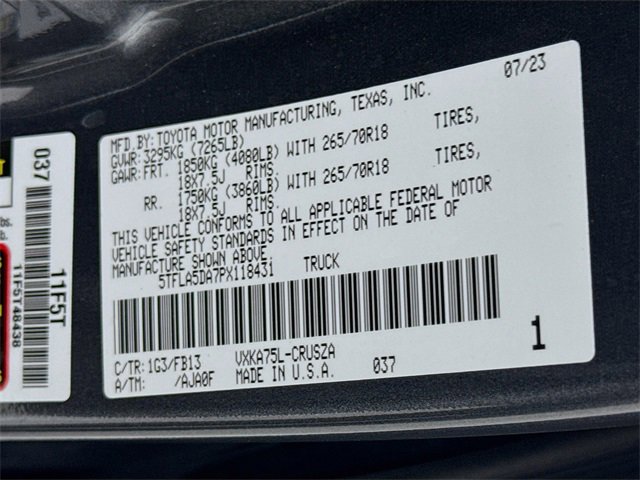 07/23
MFD.BY:TOYOTA MOTOR MANUFACTURING, TEXAS, INC.
GVWR:3295KG (7265LB)
GAWR:FRT. 1850KG (4080LB) WITH 265/70R18 TIRES,
18X7.5J RIMS.
RR. 1750KG (3860LB) WITH 265/70R18 TIRES,
18X7.5J RIMS.
THIS VEHICLE CONFORMS TO ALL APPLICABLE FEDERAL MOTOR
VEHICLE SAFETY STANDARDS IN EFFECT ON THE DATE OF
MANUFACTURE SHOWN ABOVE.
5TFLA5DA7PX118431 TRUCK
C/TR:1G3/FB13 VXKA75L-CRUSZA 037
A/TM: /AJA0F MADE IN U.S.A.
1
037
11F5T
11F5T48438
lbs.
b.